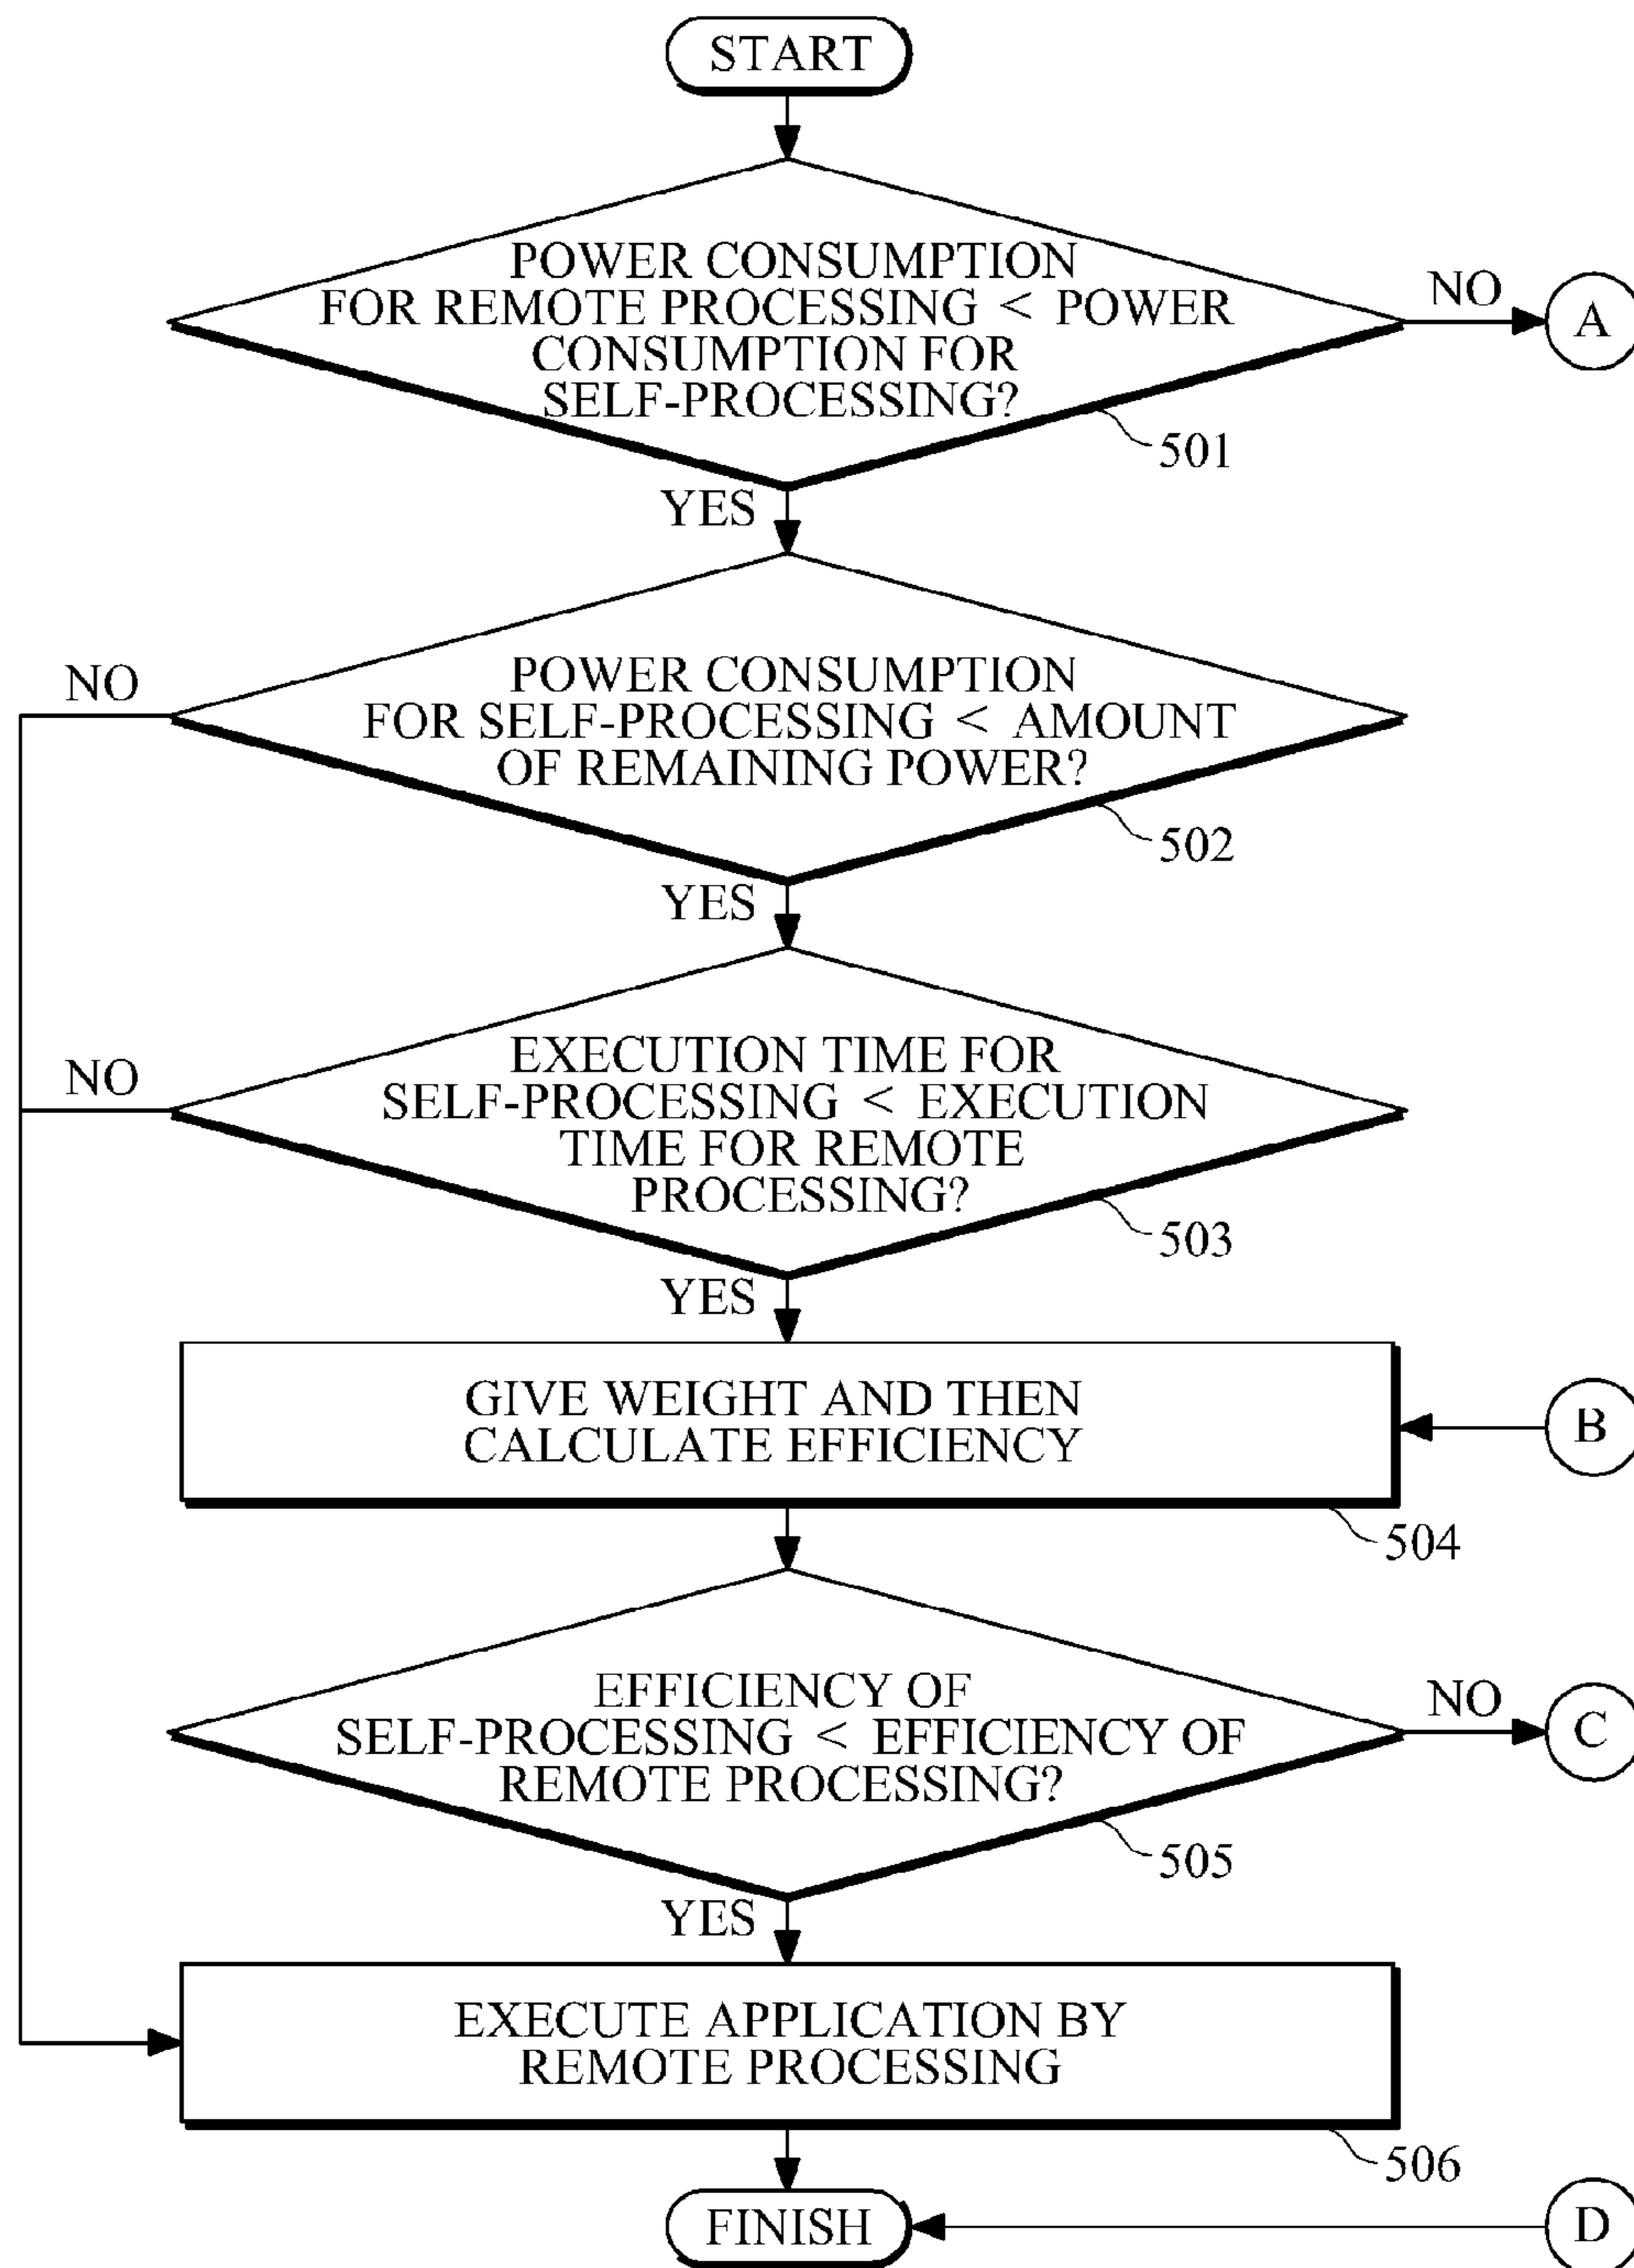 START
POWER CONSUMPTION
FOR REMOTE PROCESSING < POWER
CONSUMPTION FOR
SELF-PROCESSING?
NO
A
501
YES
POWER CONSUMPTION
FOR SELF-PROCESSING < AMOUNT
OF REMAINING POWER?
NO
502
YES
EXECUTION TIME FOR
SELF-PROCESSING < EXECUTION
TIME FOR REMOTE
PROCESSING?
NO
503
YES
GIVE WEIGHT AND THEN
CALCULATE EFFICIENCY
B
504
EFFICIENCY OF
SELF-PROCESSING < EFFICIENCY OF
REMOTE PROCESSING?
NO
C
505
YES
EXECUTE APPLICATION BY
REMOTE PROCESSING
506
FINISH
D